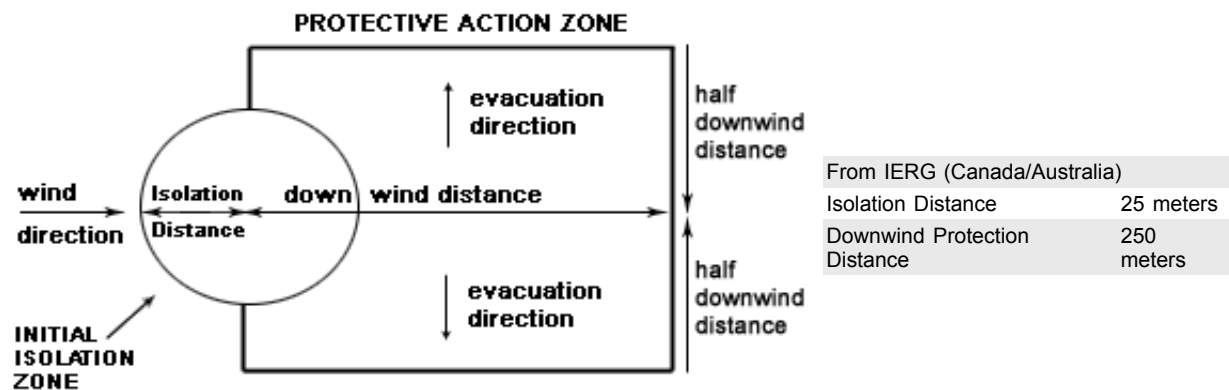 PROTECTIVE ACTION ZONE
evacuation
direction
half
downwind
distance
wind
direction
Isolation
Distance
down wind distance
evacuation
direction
half
downwind
distance
INITIAL
ISOLATION
ZONE
From IERG (Canada/Australia)
Isolation Distance 25 meters
Downwind Protection 250
Distance meters